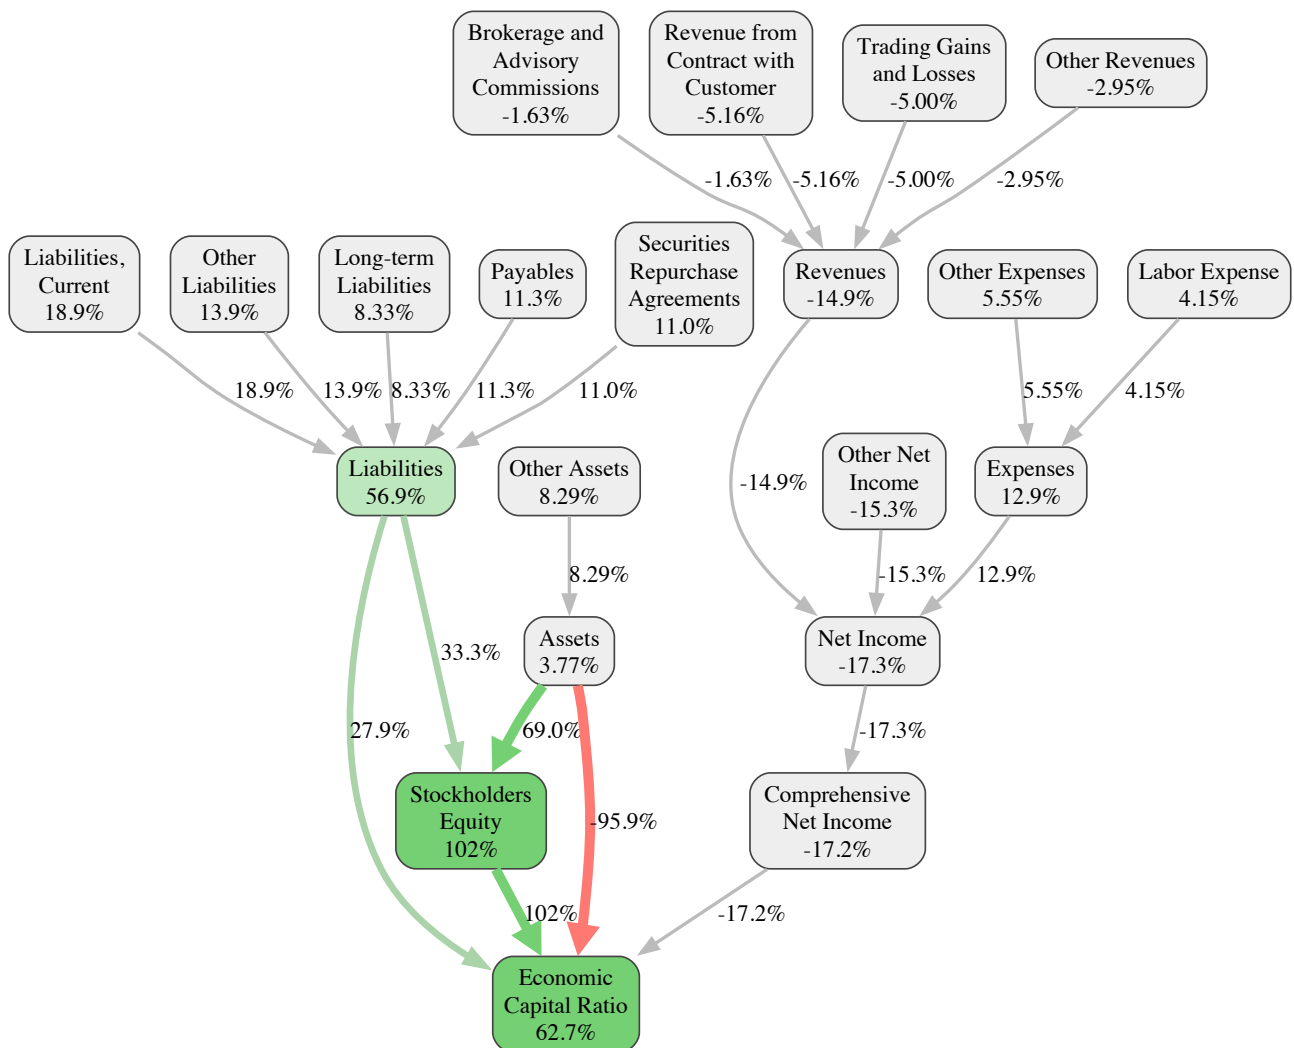 Brokerage and
Advisory
Commissions
-1.63%
Revenue from
Contract with
Customer
-5.16%
Trading Gains
and Losses
-5.00%
Other Revenues
-2.95%
-1.63%
-5.16%
-5.00%
-2.95%
Liabilities,
Current
18.9%
Other
Liabilities
13.9%
Long-term
Liabilities
8.33%
Payables
11.3%
Securities
Repurchase
Agreements
11.0%
Revenues
-14.9%
Other Expenses
5.55%
Labor Expense
4.15%
18.9%
13.9%
8.33%
11.3%
11.0%
5.55%
4.15%
Liabilities
56.9%
Other Assets
8.29%
-14.9%
Other Net
Income
-15.3%
Expenses
12.9%
8.29%
-15.3%
12.9%
33.3%
Assets
3.77%
Net Income
-17.3%
27.9%
69.0%
-17.3%
Stockholders
Equity
102%
-95.9%
Comprehensive
Net Income
-17.2%
102%
-17.2%
Economic
Capital Ratio
62.7%